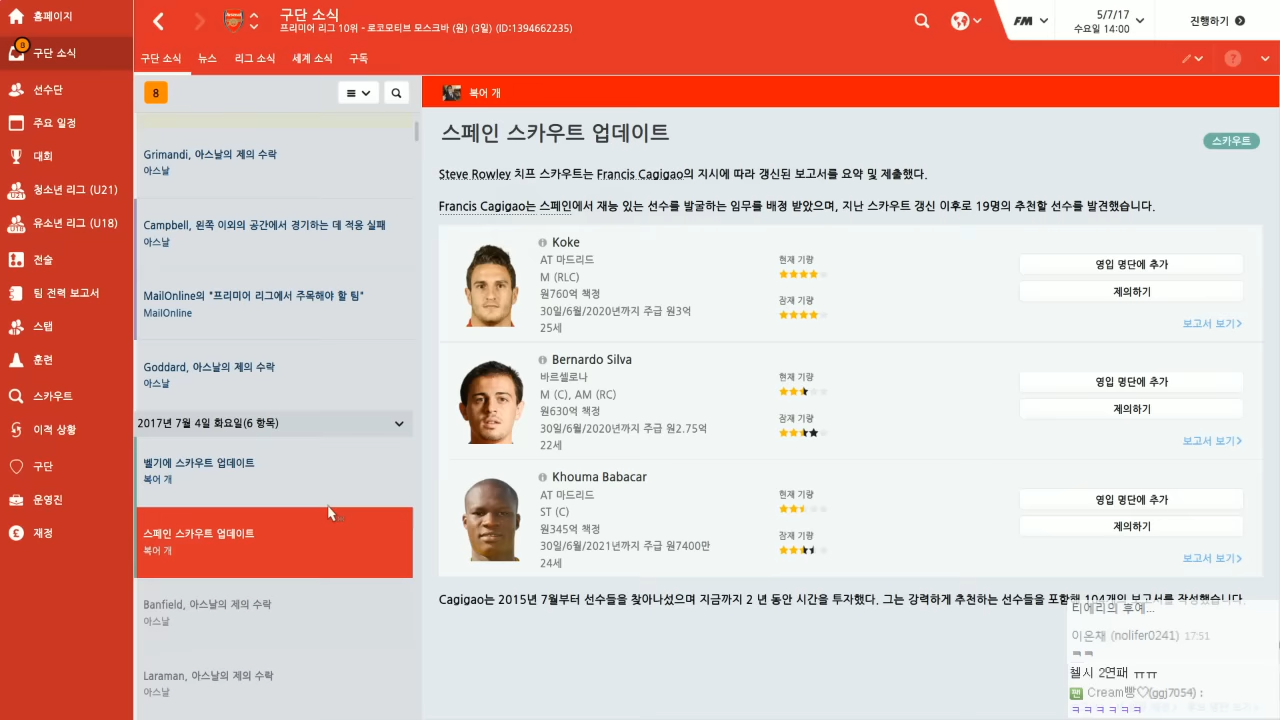 홈페이지
구단 소식
프리미어 리그 10위 - 로코모티브 모스크바 (원) (3일) (ID:1394662235)
FM
5/7/17
수요일 14:00
진행하기
8
구단 소식
구단 소식
뉴스
리그 소식
세계 소식
구독
선수단
주요 일정
대회
청소년 리그 (U21)
유소년 리그 (U18)
전술
팀 전력 보고서
스탭
훈련
스카우트
이적 상황
구단
운영진
재정
8
Grimandi, 아스날의 제의 수락
아스날
Campbell, 왼쪽 이외의 공간에서 경기하는 데 적응 실패
아스날
MailOnline의 "프리미어 리그에서 주목해야 할 팀"
MailOnline
Goddard, 아스날의 제의 수락
아스날
2017년 7월 4일 화요일(6 항목)
벨기에 스카우트 업데이트
복어 개
스페인 스카우트 업데이트
복어 개
Banfield, 아스날의 제의 수락
아스날
Laraman, 아스날의 제의 수락
아스날
복어 개
스페인 스카우트 업데이트
스카우트
Steve Rowley 치프 스카우트는 Francis Cagigao의 지시에 따라 갱신된 보고서를 요약 및 제출했다.
Francis Cagigao는 스페인에서 재능 있는 선수를 발굴하는 임무를 배정 받았으며, 지난 스카우트 갱신 이후로 19명의 추천할 선수를 발견했습니다.
Koke
AT 마드리드
M (RLC)
원760억 책정
30일/6월/2020년까지 주급 원3억
25세
현재 기량
잠재 기량
영입 명단에 추가
제의하기
보고서 보기>
Bernardo Silva
바르셀로나
M (C), AM (RC)
원630억 책정
30일/6월/2020년까지 주급 원2.75억
22세
현재 기량
잠재 기량
영입 명단에 추가
제의하기
보고서 보기>
Khouma Babacar
AT 마드리드
ST (C)
원345억 책정
30일/6월/2021년까지 주급 원7400만
24세
현재 기량
잠재 기량
영입 명단에 추가
제의하기
보고서 보기>
Cagigao는 2015년 7월부터 선수들을 찾아나섰으며 지금까지 2 년 동안 시간을 투자했다. 그는 강력하게 추천하는 선수들을 포함해 104개의 보고서를 작성했습니다.
티에리의 후예...
이은채 (nolifer0241) 17:51
ㅋㅋ
첼시 2연패 ㅠㅠ
팬 Cream빵♡(ggj7054) :
ㅋㅋㅋㅋㅋㅋ